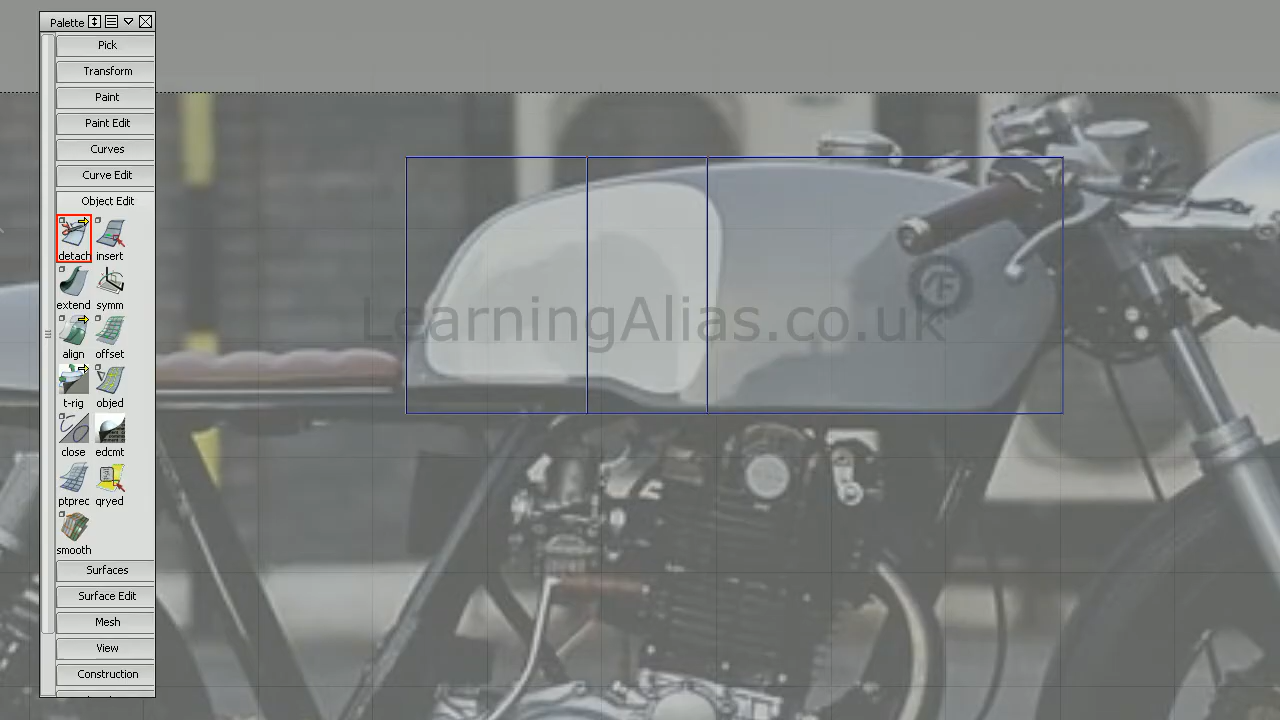 Palette
Pick
Transform
Paint
Paint Edit
Curves
Curve Edit
Object Edit
detach insert
extend symm
align offset
t-rig objed
close edcmt
ptprec qryed
smooth
Surfaces
Surface Edit
Mesh
View
Construction
LearningAlias.co.uk